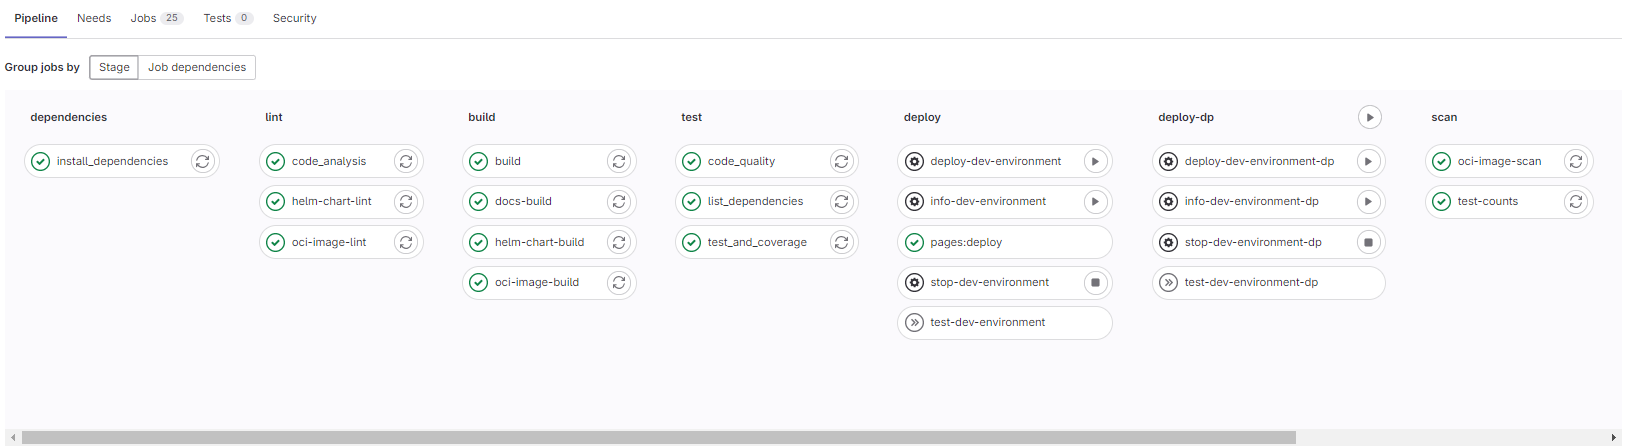 Pipeline Needs Jobs 25 Tests 0 Security
Group jobs by Stage Job dependencies
dependencies
install_dependencies
lint
code_analysis
helm-chart-lint
oci-image-lint
build
build
docs-build
helm-chart-build
oci-image-build
test
code_quality
list_dependencies
test_and_coverage
deploy
deploy-dev-environment
info-dev-environment
pages:deploy
stop-dev-environment
test-dev-environment
deploy-dp
deploy-dev-environment-dp
info-dev-environment-dp
stop-dev-environment-dp
test-dev-environment-dp
scan
oci-image-scan
test-counts